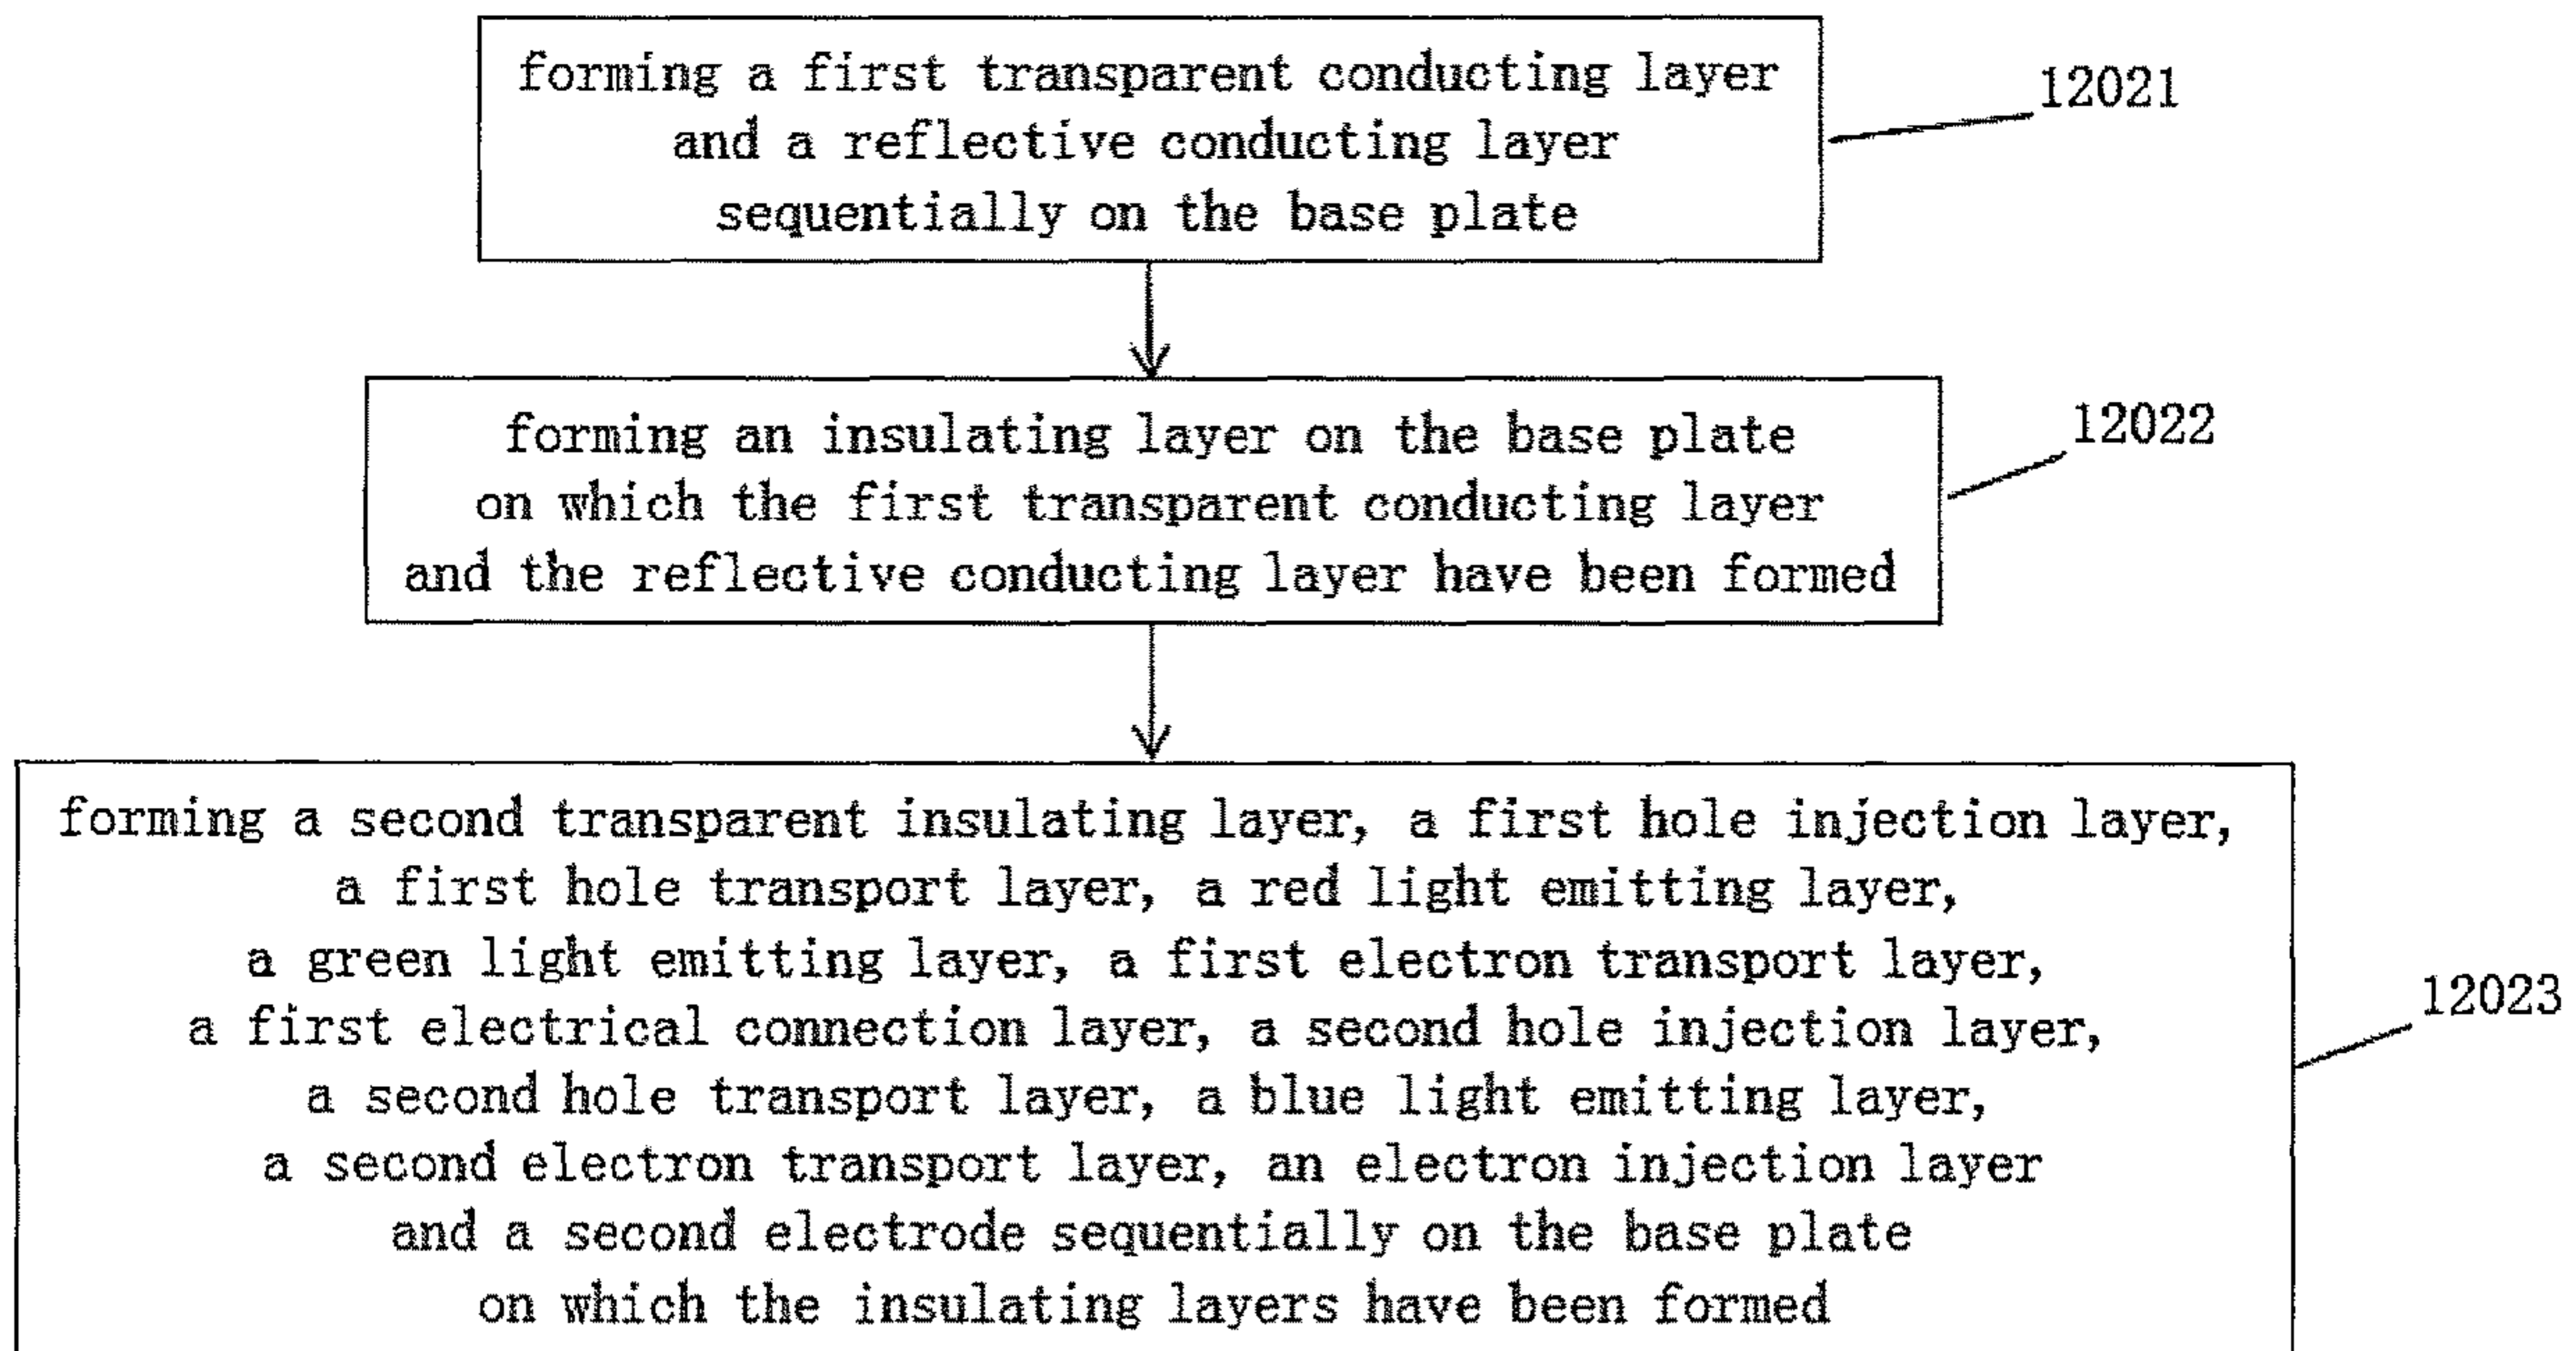 forming a first transparent conducting layer
and a reflective conducting layer
sequentially on the base plate
12021
forming an insulating layer on the base plate
on which the first transparent conducting layer
and the reflective conducting layer have been formed
12022
forming a second transparent insulating layer, a first hole injection layer,
a first hole transport layer, a red light emitting layer,
a green light emitting layer, a first electron transport layer,
a first electrical connection layer, a second hole injection layer,
a second hole transport layer, a blue light emitting layer,
a second electron transport layer, an electron injection layer
and a second electrode sequentially on the base plate
on which the insulating layers have been formed
12023